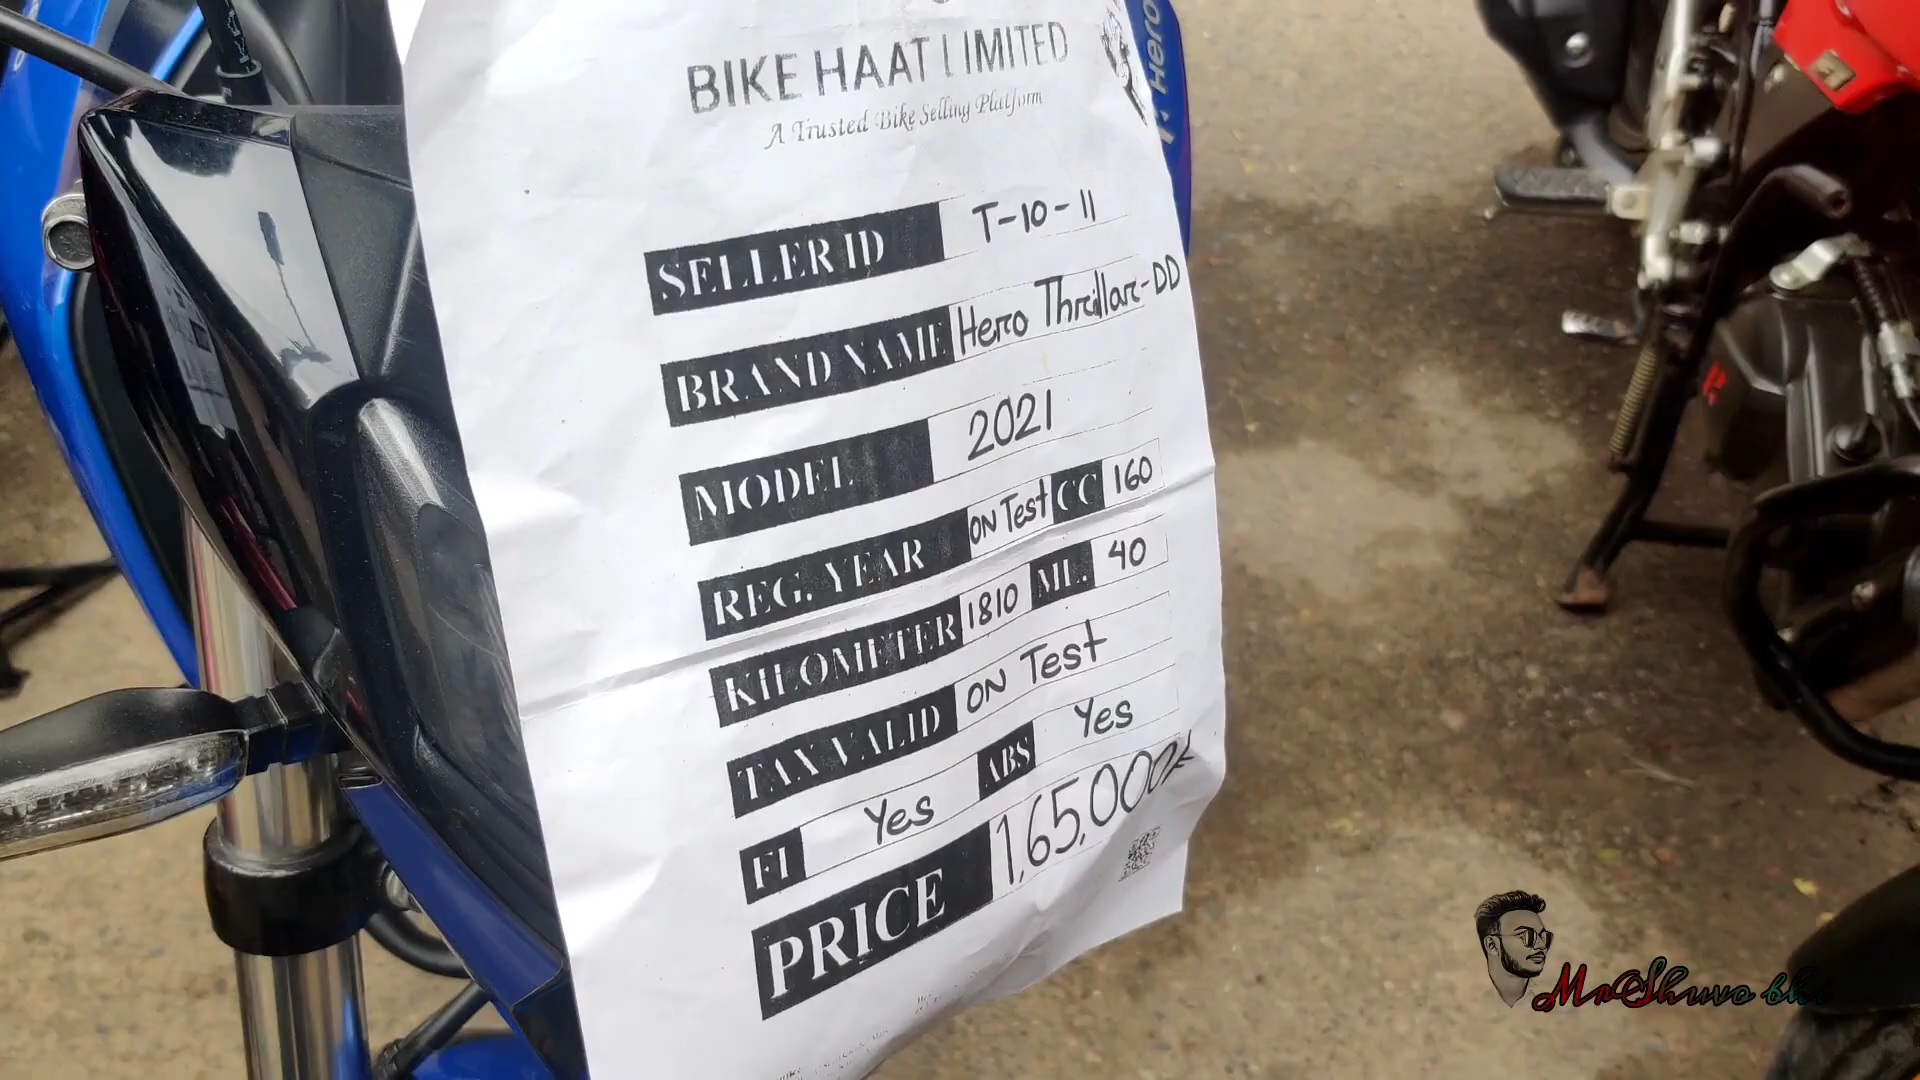 BIKE HAAT LIMITED
A Trusted Bike Selling Platform
Hero
SELLER ID T-10-11
BRAND NAME Hero Thrillar-DD
MODEL 2021
REG. YEAR ON Test CC 160
KILOMETER 1810 ML. 40
TAX VALID ON Test
FI Yes ABS Yes
PRICE 1,65,000/-
MrShuvo